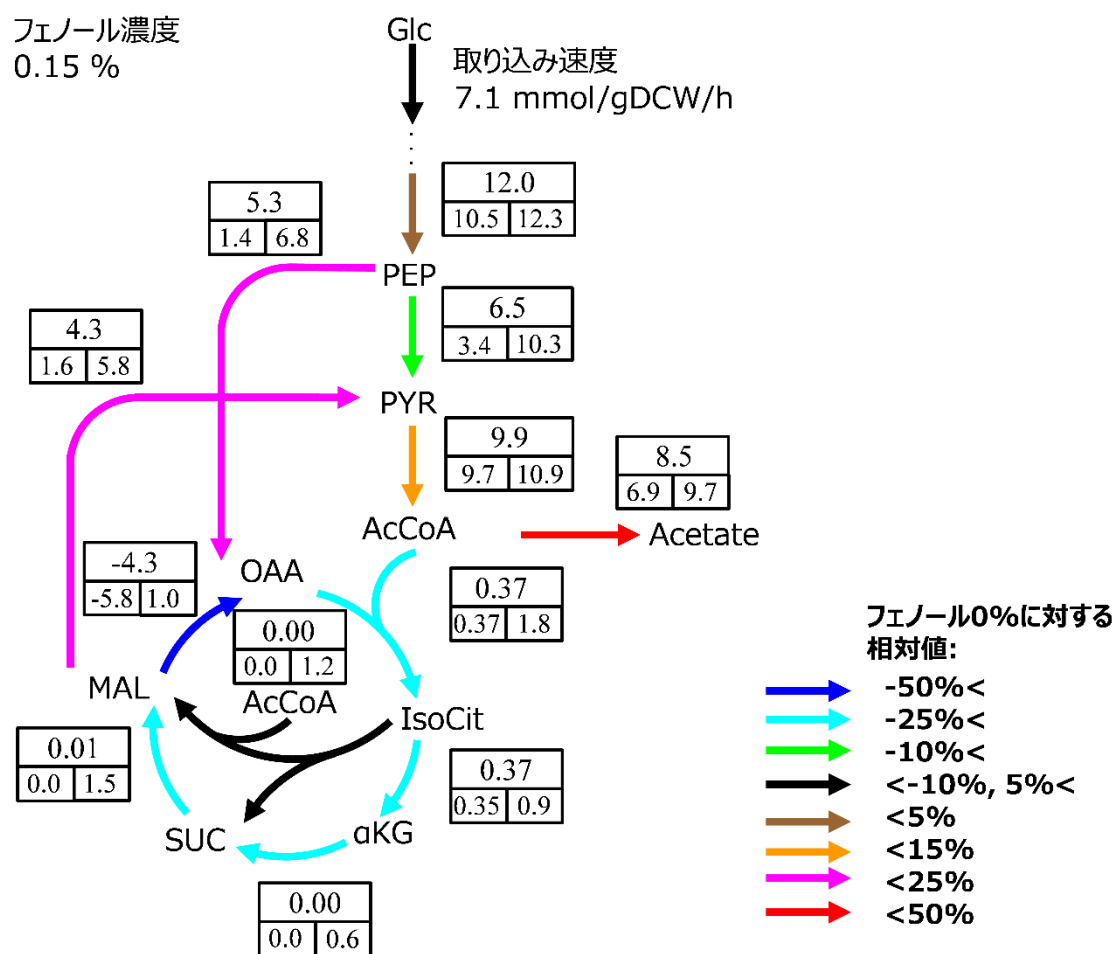 フェノール濃度
0.15 %
Glc
取り込み速度
7.1 mmol/gDCW/h
12.0
10.5 12.3
5.3
1.4 6.8
PEP
6.5
3.4 10.3
4.3
1.6 5.8
PYR
9.9
9.7 10.9
8.5
6.9 9.7
AcCoA
Acetate
-4.3
-5.8 1.0
OAA
0.37
0.37 1.8
0.00
0.0 1.2
AcCoA
MAL
IsoCit
0.01
0.0 1.5
0.37
0.35 0.9
SUC
αKG
0.00
0.0 0.6
フェノール0%に対する
相対値:
-50%<
-25%<
-10%<
<-10%, 5%<
<5%
<15%
<25%
<50%